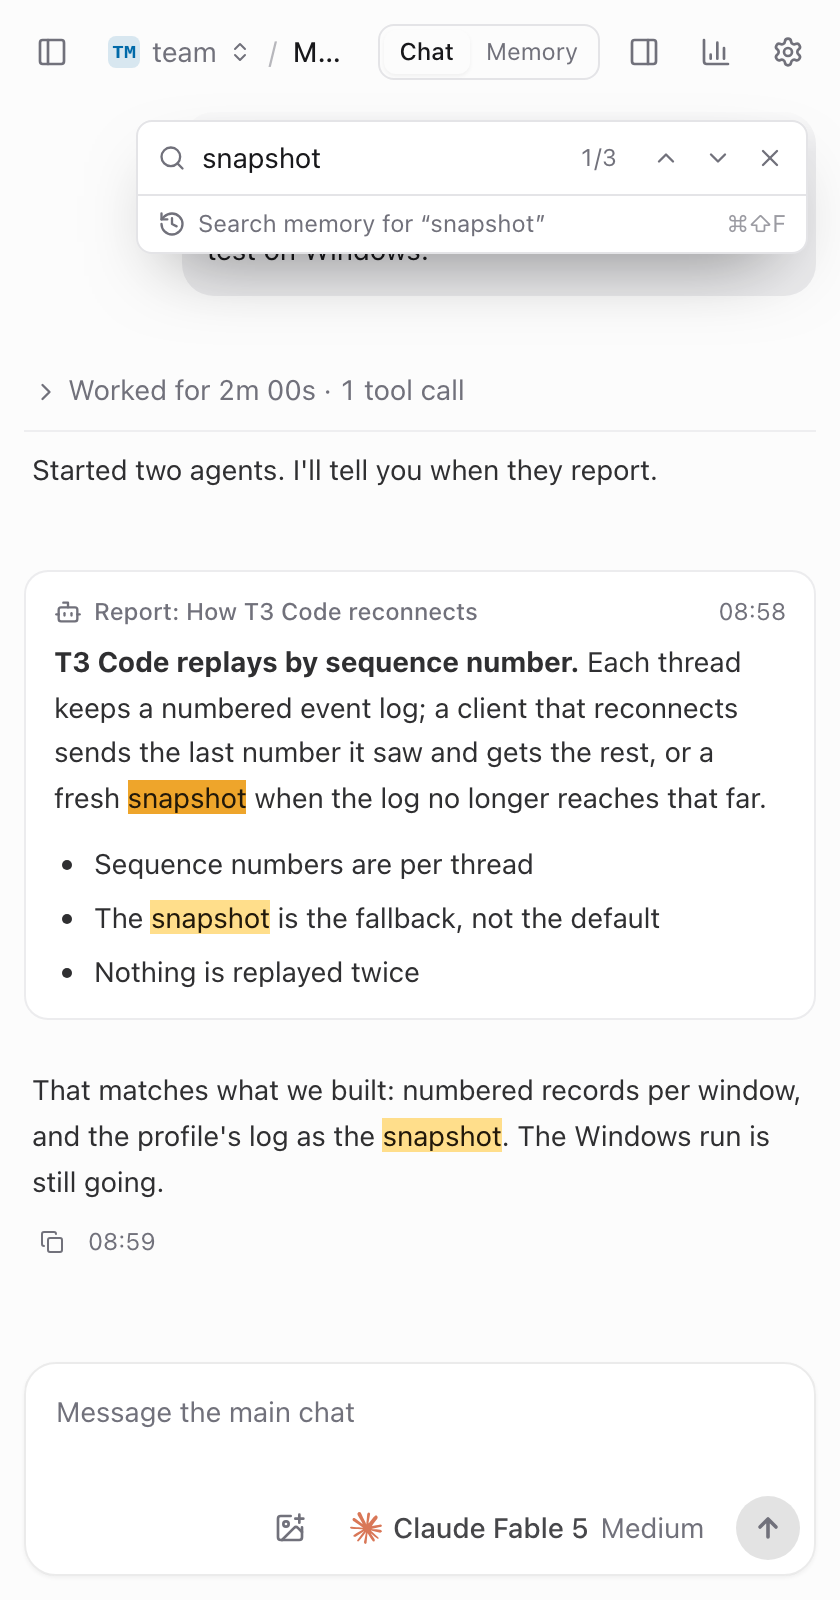 TM team / M...
Chat Memory
snapshot 1/3
Search memory for “snapshot” ⌘⇧F
test on Windows.
Worked for 2m 00s · 1 tool call
Started two agents. I'll tell you when they report.
Report: How T3 Code reconnects 08:58
T3 Code replays by sequence number. Each thread
keeps a numbered event log; a client that reconnects
sends the last number it saw and gets the rest, or a
fresh snapshot when the log no longer reaches that far.
• Sequence numbers are per thread
• The snapshot is the fallback, not the default
• Nothing is replayed twice
That matches what we built: numbered records per window,
and the profile's log as the snapshot. The Windows run is
still going.
08:59
Message the main chat
Claude Fable 5 Medium